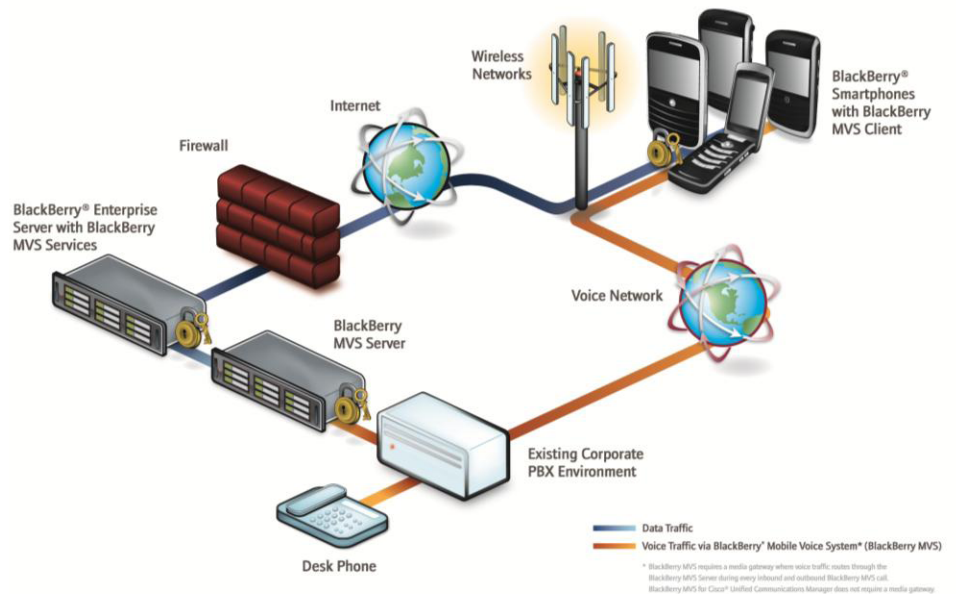 Wireless
Networks
BlackBerry®
Smartphones
with BlackBerry
MVS Client
Internet
Firewall
BlackBerry® Enterprise
Server with BlackBerry
MVS Services
Voice Network
BlackBerry
MVS Server
Existing Corporate
PBX Environment
Desk Phone
Data Traffic
Voice Traffic via BlackBerry® Mobile Voice System* (BlackBerry MVS)
* BlackBerry MVS requires a media gateway where voice traffic routes through the
BlackBerry MVS Server during every inbound and outbound BlackBerry MVS call.
BlackBerry MVS for Cisco® Unified Communications Manager does not require a media gateway.